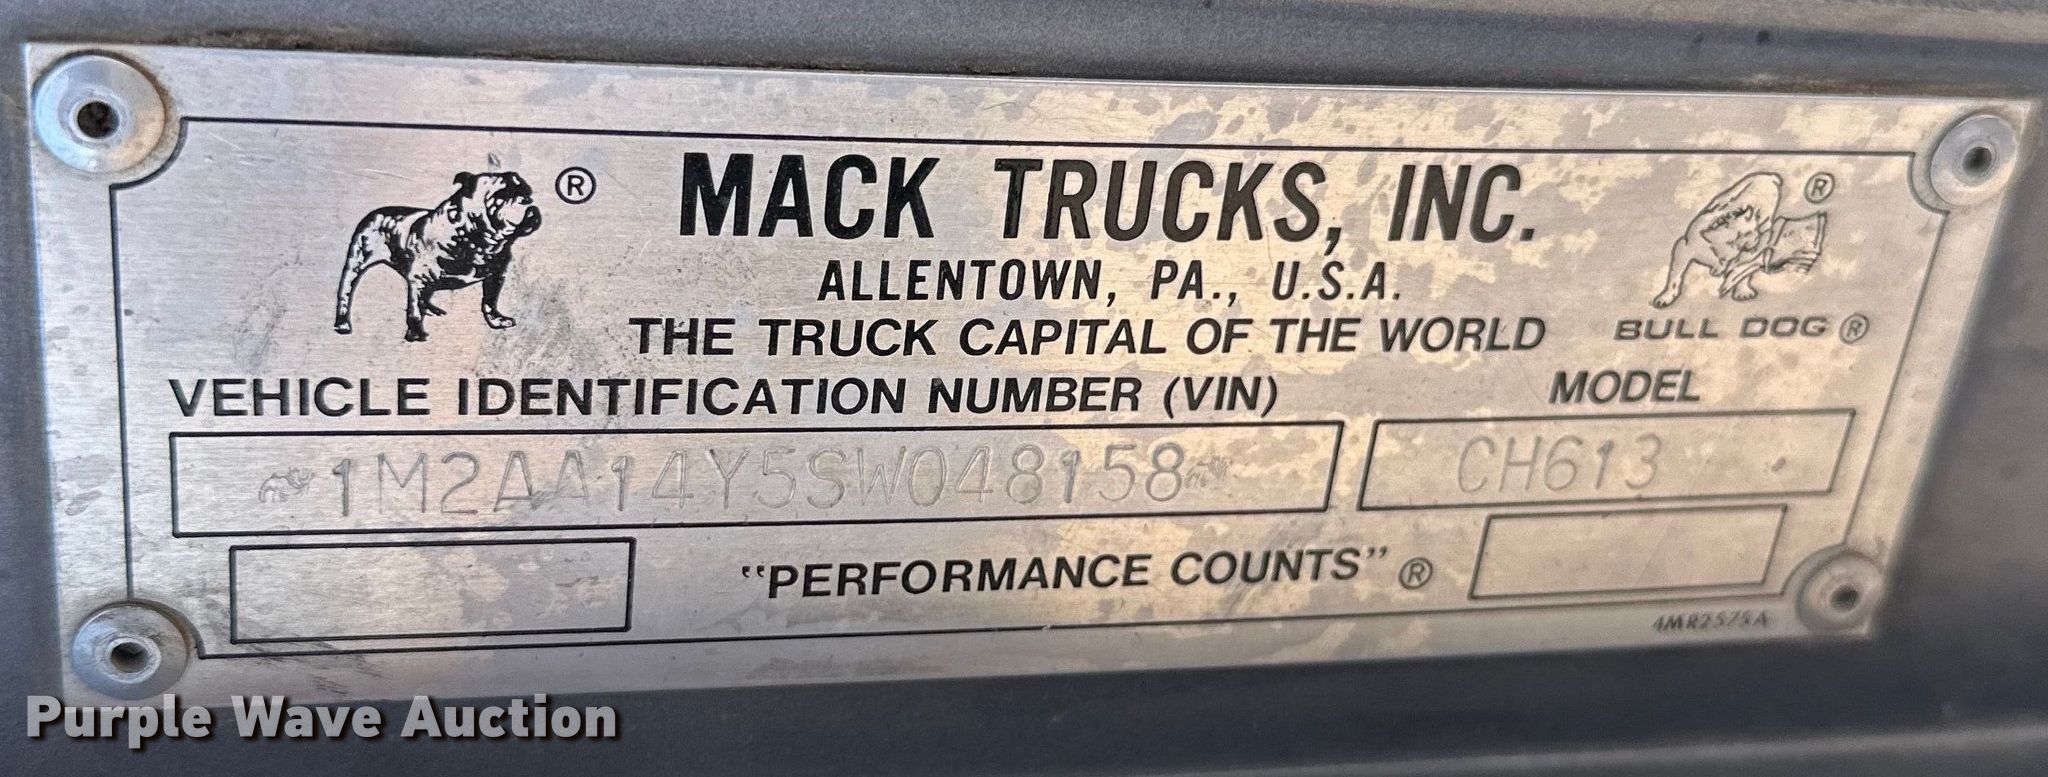 ® MACK TRUCKS, INC. ®
ALLENTOWN, PA., U.S.A.
THE TRUCK CAPITAL OF THE WORLD BULL DOG ®
VEHICLE IDENTIFICATION NUMBER (VIN) MODEL
1M2AA14Y5SW048158 CH613
"PERFORMANCE COUNTS" ®
4MR2575A
Purple Wave Auction